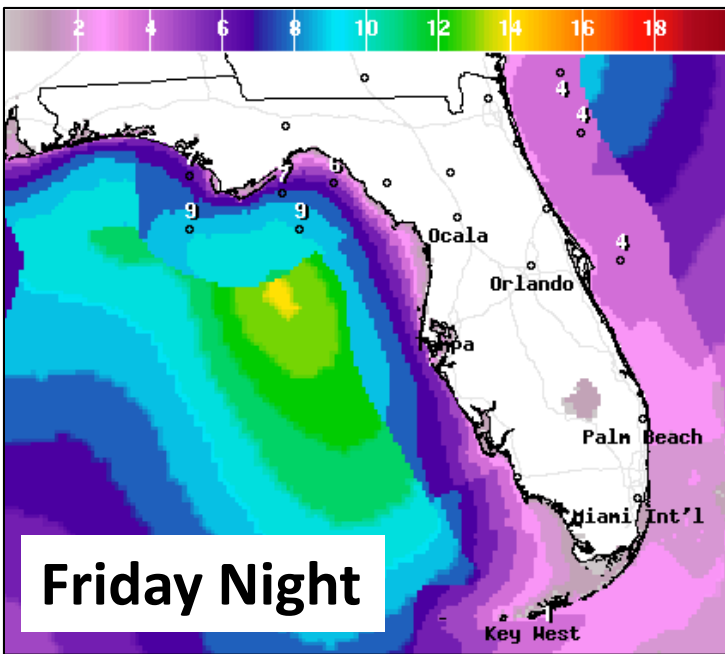 2 4 6 8 10 12 14 16 18
4
4
7 7 6
9 9
4
Ocala
Orlando
Tampa
Palm Beach
Miami Int'l
Friday Night
1
Key West